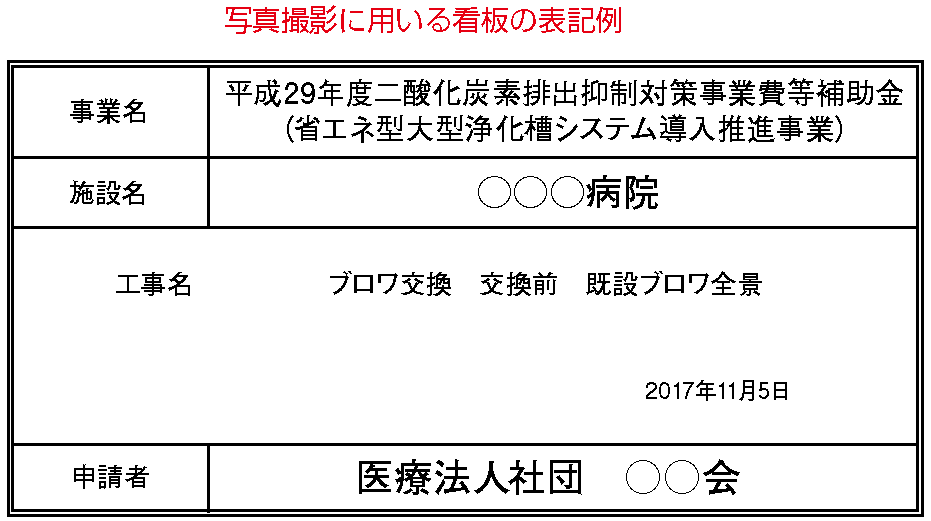 写真撮影に用いる看板の表記例
事業名
平成29年度二酸化炭素排出抑制対策事業費等補助金
(省エネ型大型浄化槽システム導入推進事業)
施設名
○○○病院
工事名 ブロワ交換 交換前 既設ブロワ全景
2017年11月5日
申請者
医療法人社団 ○○会